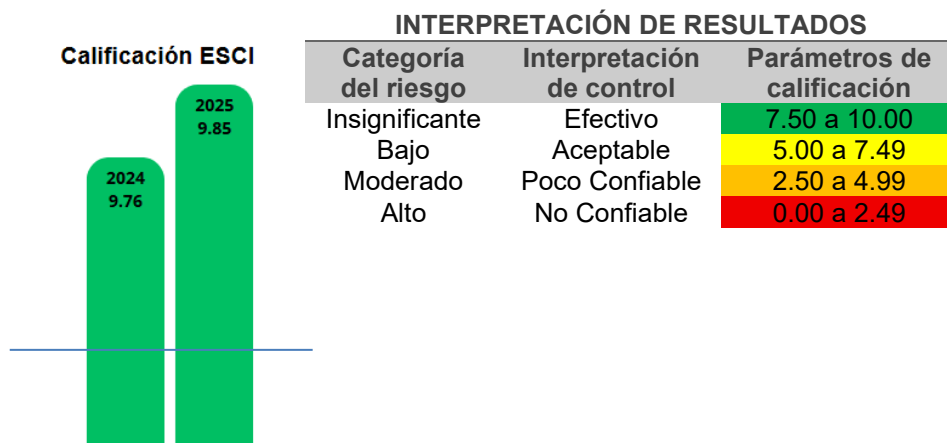 Calificación ESCI
2025
9.85
2024
9.76
INTERPRETACIÓN DE RESULTADOS
Categoría del riesgo Interpretación de control Parámetros de calificación
Insignificante Efectivo 7.50 a 10.00
Bajo Aceptable 5.00 a 7.49
Moderado Poco Confiable 2.50 a 4.99
Alto No Confiable 0.00 a 2.49